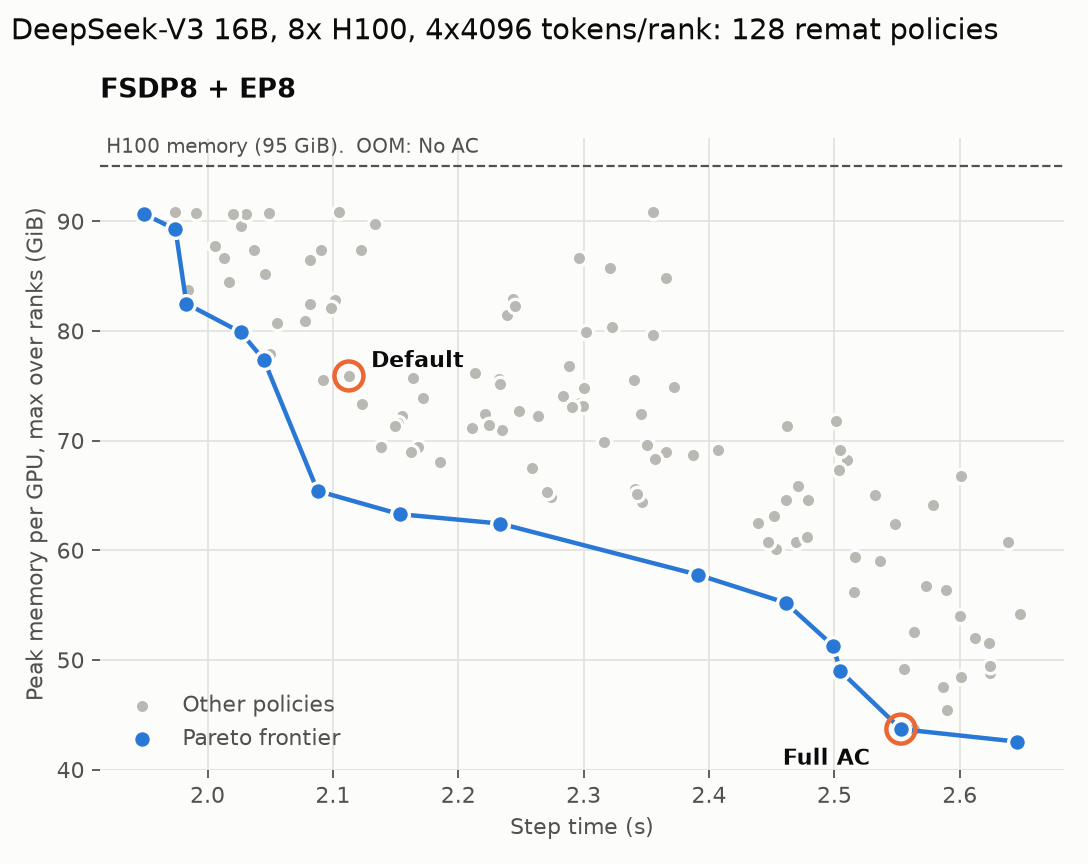 DeepSeek-V3 16B, 8x H100, 4x4096 tokens/rank: 128 remat policies
FSDP8 + EP8
H100 memory (95 GiB).  OOM: No AC
Peak memory per GPU, max over ranks (GiB)
90
80
70
60
50
40
Default
Full AC
Other policies
Pareto frontier
2.0
2.1
2.2
2.3
2.4
2.5
2.6
Step time (s)